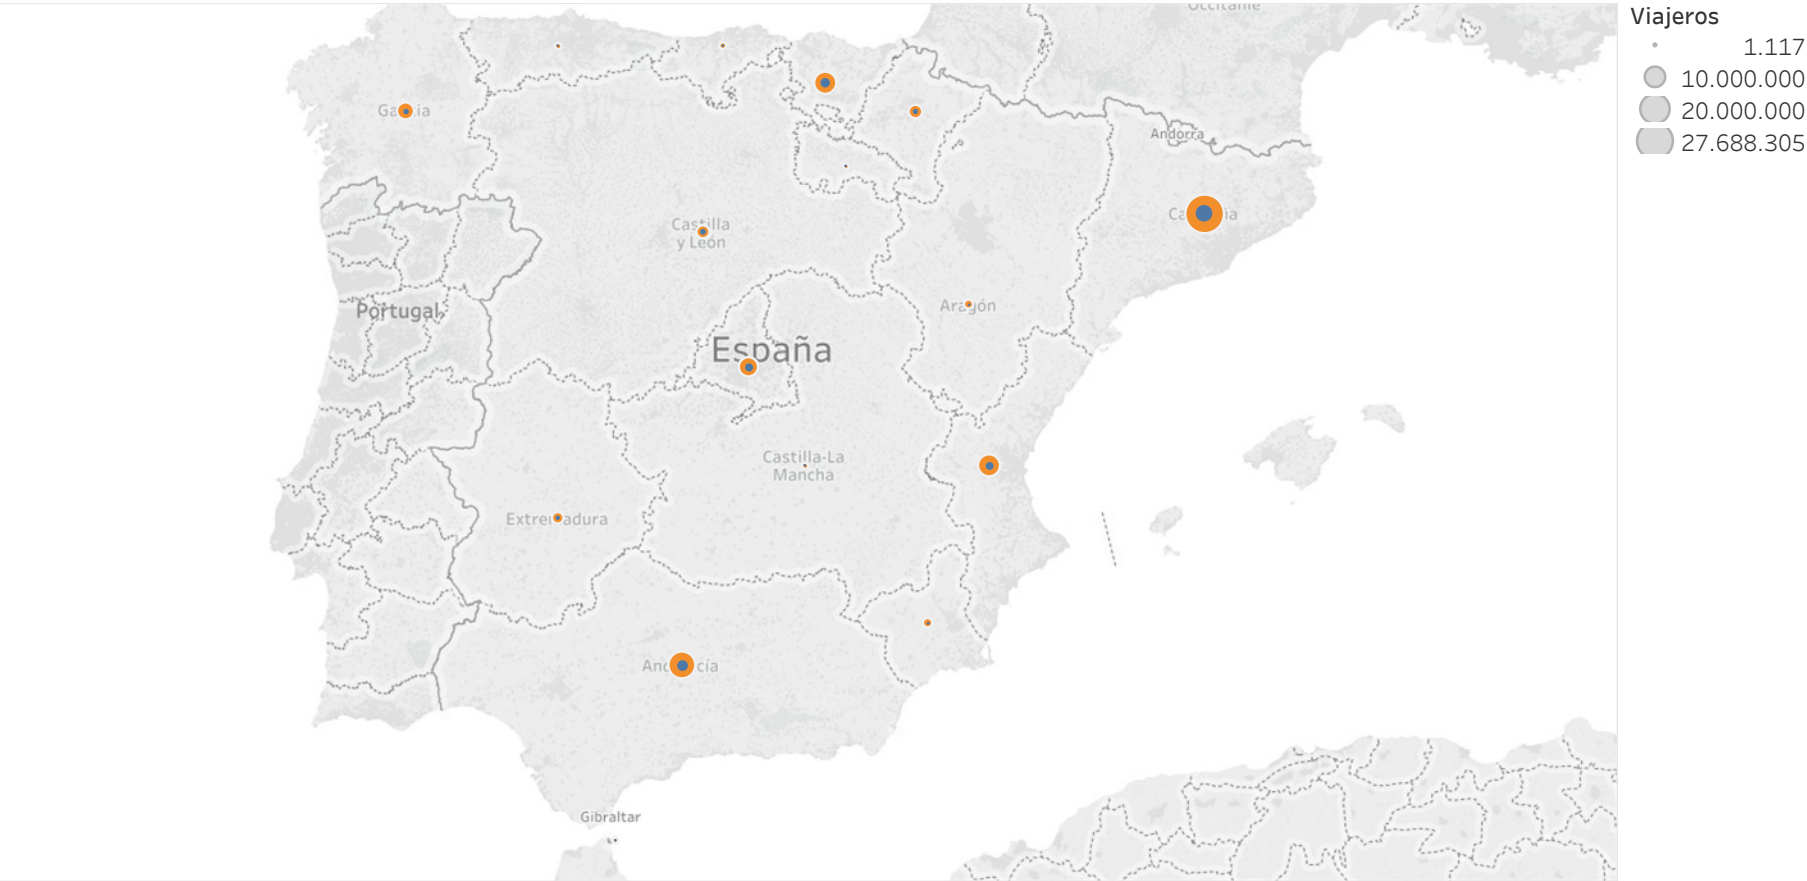 Occitanie
Viajeros
1.117
10.000.000
20.000.000
27.688.305
Andorra
Castilla
y León
Portugal
Aragón
España
Castilla-La
Mancha
Gibraltar